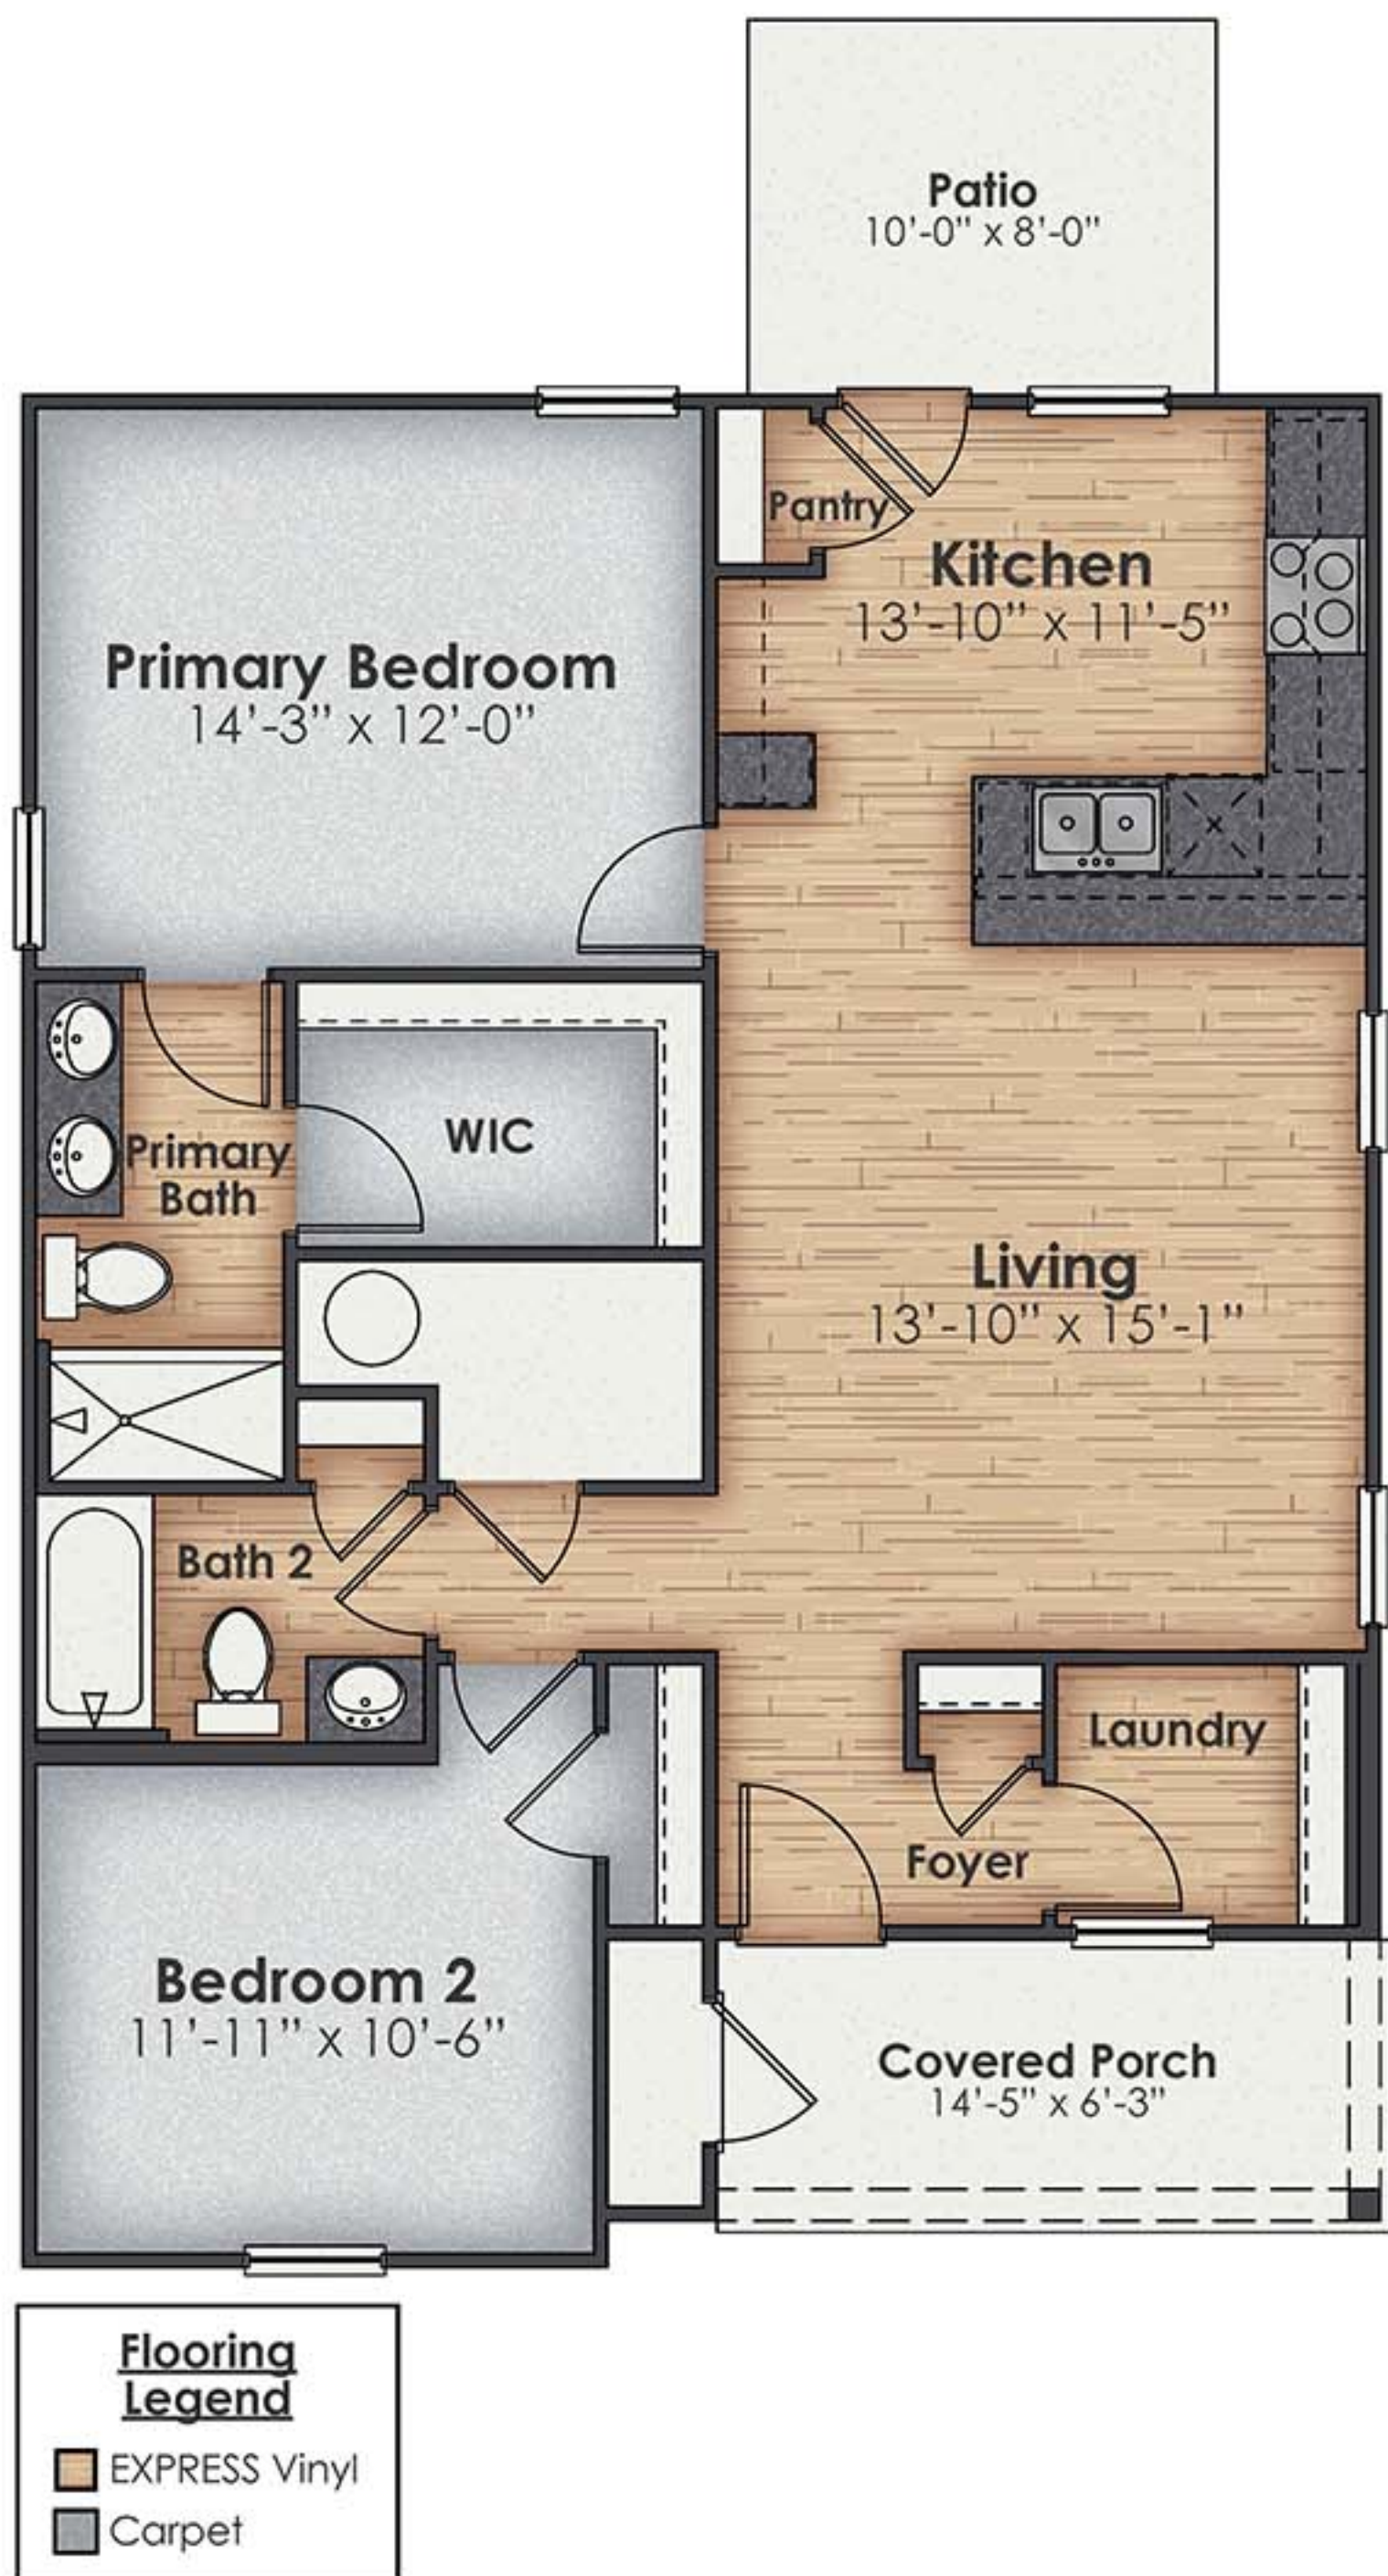 Patio
10’-0” x 8’-0”
Pantry
Kitchen
13’-10” x 11’-5”
Primary Bedroom
14’-3” x 12’-0”
WIC
Primary
Bath
Living
13’-10” x 15’-1”
Bath 2
Laundry
Foyer
Bedroom 2
11’-11” x 10’-6”
Covered Porch
14’-5” x 6’-3”
Flooring
Legend
EXPRESS Vinyl
Carpet